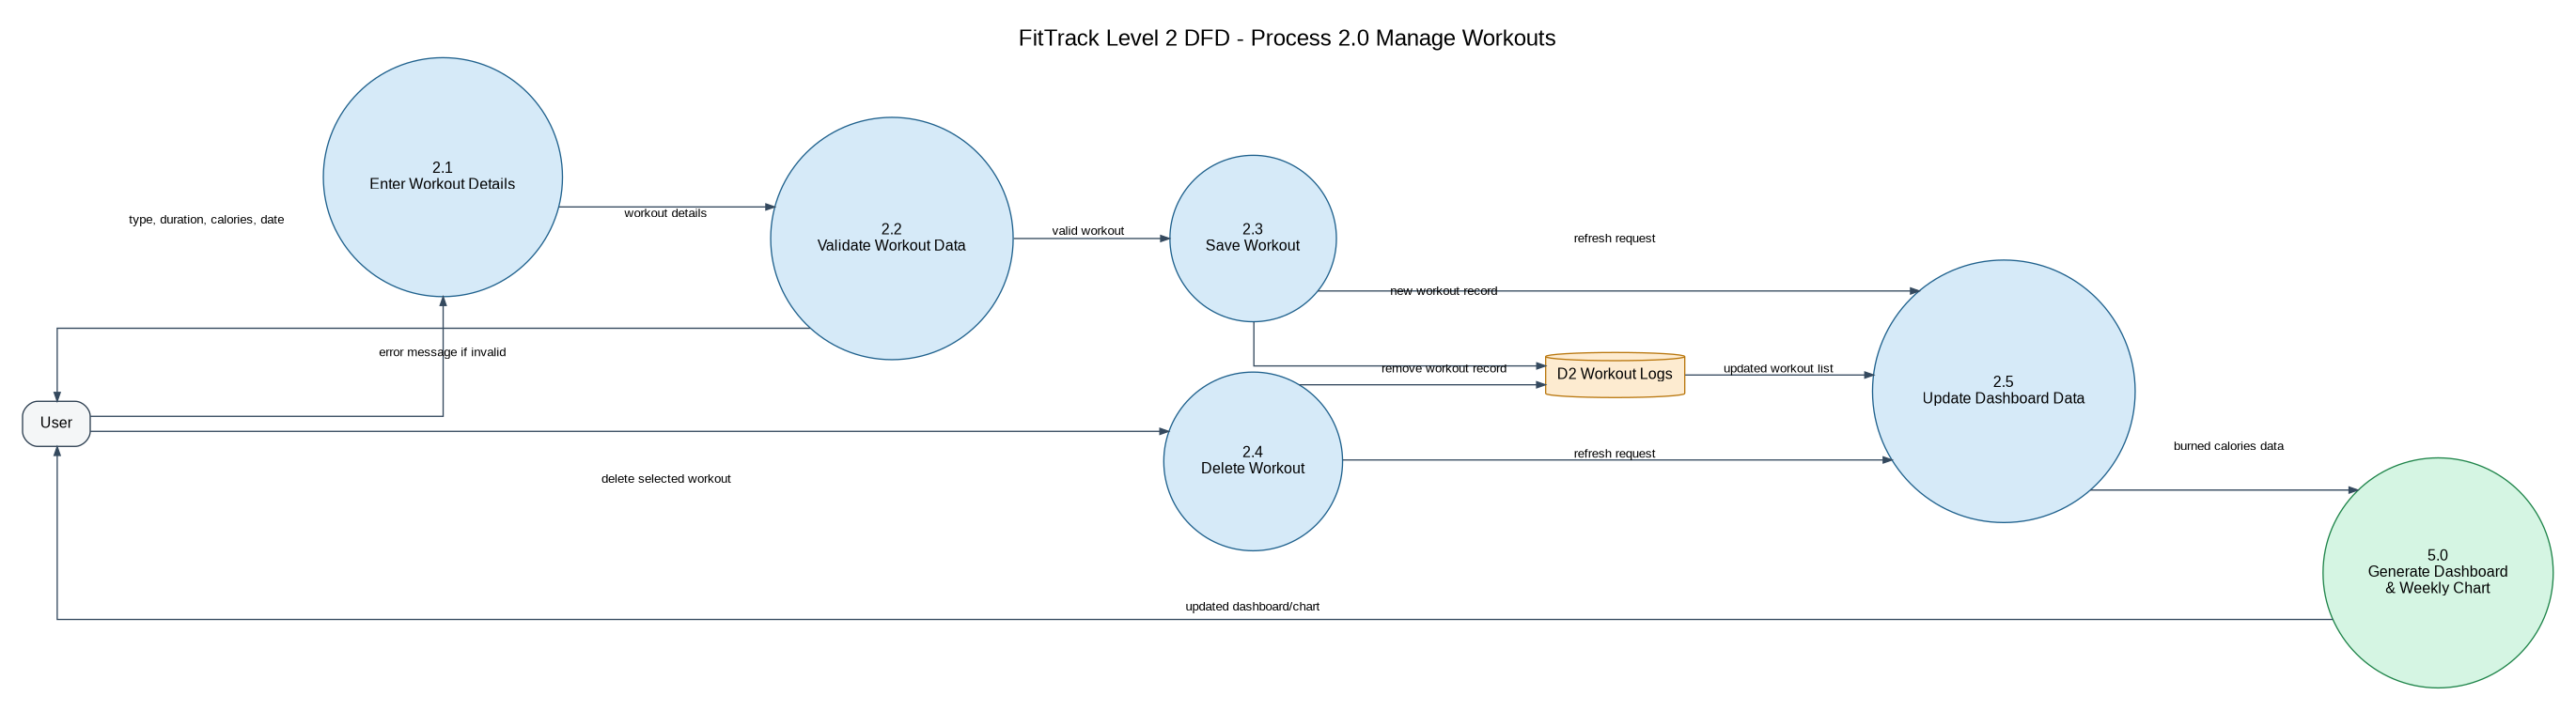 FitTrack Level 2 DFD - Process 2.0 Manage Workouts
2.1
Enter Workout Details
type, duration, calories, date
workout details
2.2
Validate Workout Data
valid workout
2.3
Save Workout
refresh request
new workout record
error message if invalid
remove workout record
D2 Workout Logs
updated workout list
2.5
Update Dashboard Data
User
2.4
Delete Workout
refresh request
burned calories data
delete selected workout
5.0
Generate Dashboard
& Weekly Chart
updated dashboard/chart